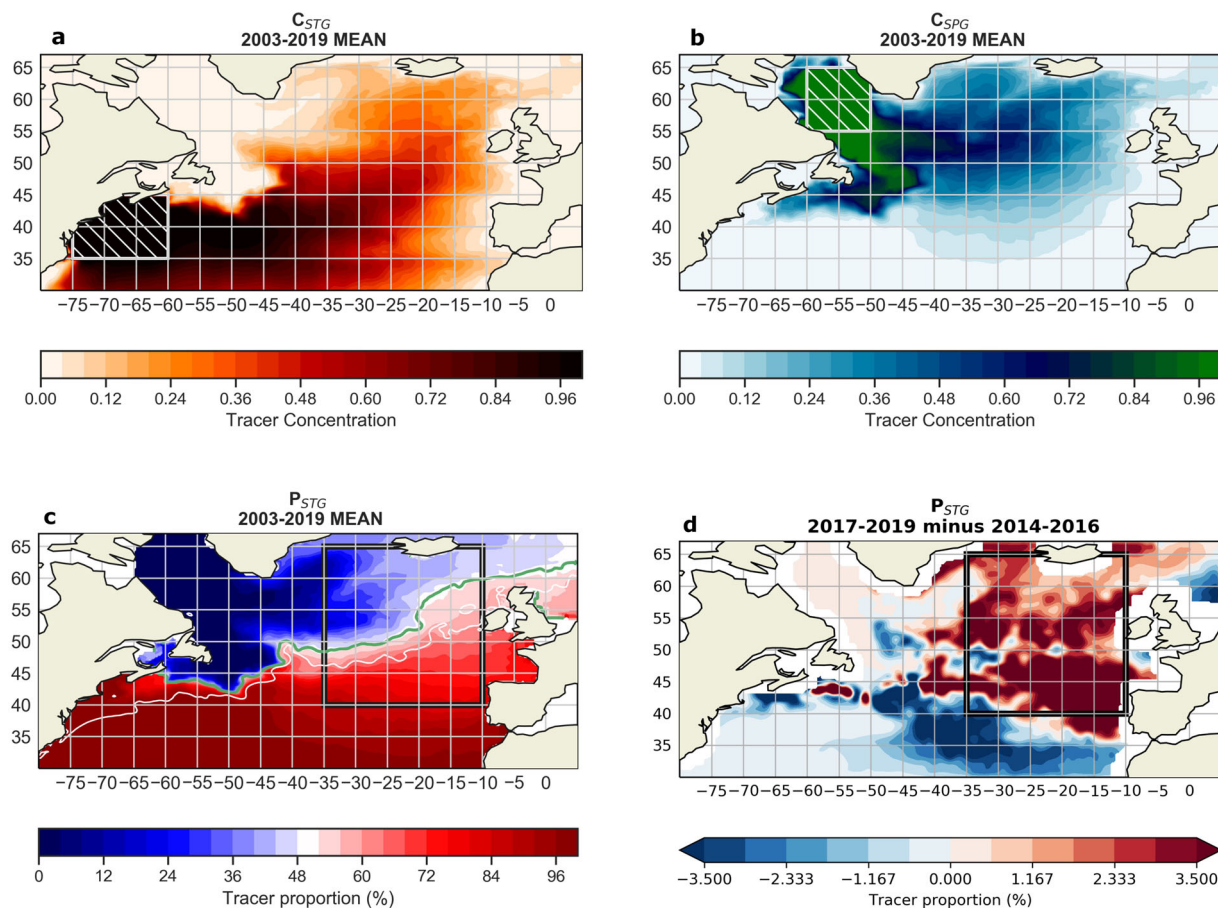 a
C_STG
2003-2019 MEAN
65
60
55
50
45
40
35
−75−70−65−60−55−50−45−40−35−30−25−20−15−10 −5 0
0.00 0.12 0.24 0.36 0.48 0.60 0.72 0.84 0.96
Tracer Concentration
b
C_SPG
2003-2019 MEAN
65
60
55
50
45
40
35
−75−70−65−60−55−50−45−40−35−30−25−20−15−10 −5 0
0.00 0.12 0.24 0.36 0.48 0.60 0.72 0.84 0.96
Tracer Concentration
c
P_STG
2003-2019 MEAN
65
60
55
50
45
40
35
−75−70−65−60−55−50−45−40−35−30−25−20−15−10 −5 0
0 12 24 36 48 60 72 84 96
Tracer proportion (%)
d
P_STG
2017-2019 minus 2014-2016
65
60
55
50
45
40
35
−75−70−65−60−55−50−45−40−35−30−25−20−15−10 −5 0
−3.500 −2.333 −1.167 0.000 1.167 2.333 3.500
Tracer proportion (%)